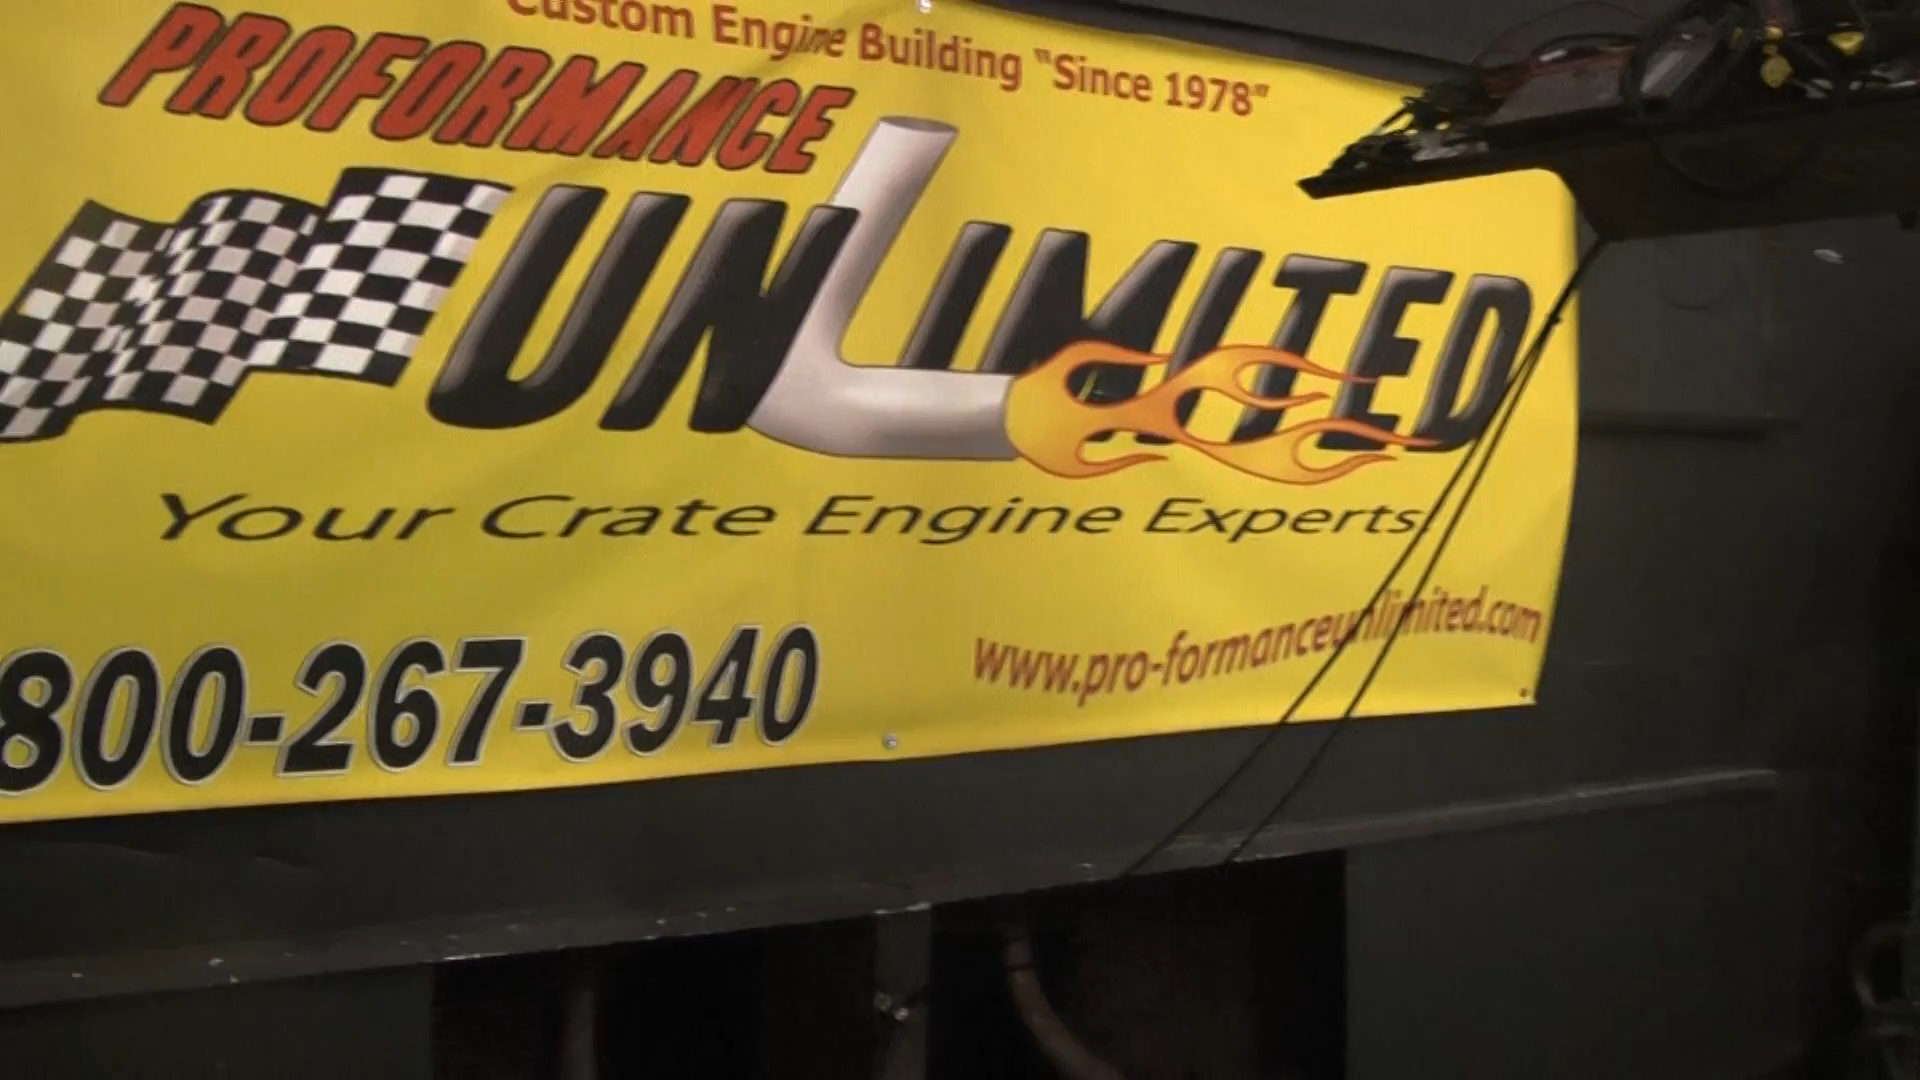 Custom Engine Building "Since 1978"
PROFORMANCE
UNLIMITED
Your Crate Engine Experts
800-267-3940
www.pro-formanceunlimited.com